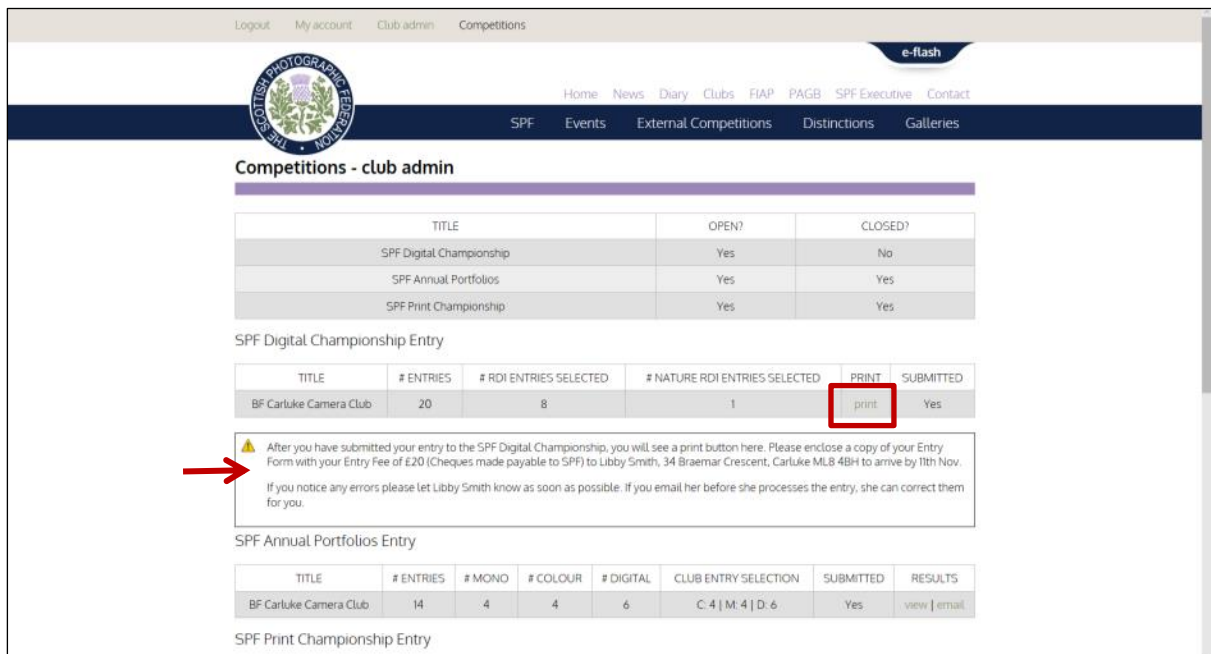 Logout My account Club admin Competitions
e-flash
THE SCOTTISH PHOTOGRAPHIC FEDERATION
Home News Diary Clubs FIAP PAGB SPF Executive Contact
SPF Events External Competitions Distinctions Galleries
Competitions - club admin
TITLE OPEN? CLOSED?
SPF Digital Championship Yes No
SPF Annual Portfolios Yes Yes
SPF Print Championship Yes Yes
SPF Digital Championship Entry
TITLE # ENTRIES # RDI ENTRIES SELECTED # NATURE RDI ENTRIES SELECTED PRINT SUBMITTED
BF Carluke Camera Club 20 8 1 print Yes
After you have submitted your entry to the SPF Digital Championship, you will see a print button here. Please enclose a copy of your Entry
Form with your Entry Fee of £20 (Cheques made payable to SPF) to Libby Smith, 34 Braemar Crescent, Carluke ML8 4BH to arrive by 11th Nov.
If you notice any errors please let Libby Smith know as soon as possible. If you email her before she processes the entry, she can correct them
for you.
SPF Annual Portfolios Entry
TITLE # ENTRIES # MONO # COLOUR # DIGITAL CLUB ENTRY SELECTION SUBMITTED RESULTS
BF Carluke Camera Club 14 4 4 6 C: 4 | M: 4 | D: 6 Yes view | email
SPF Print Championship Entry